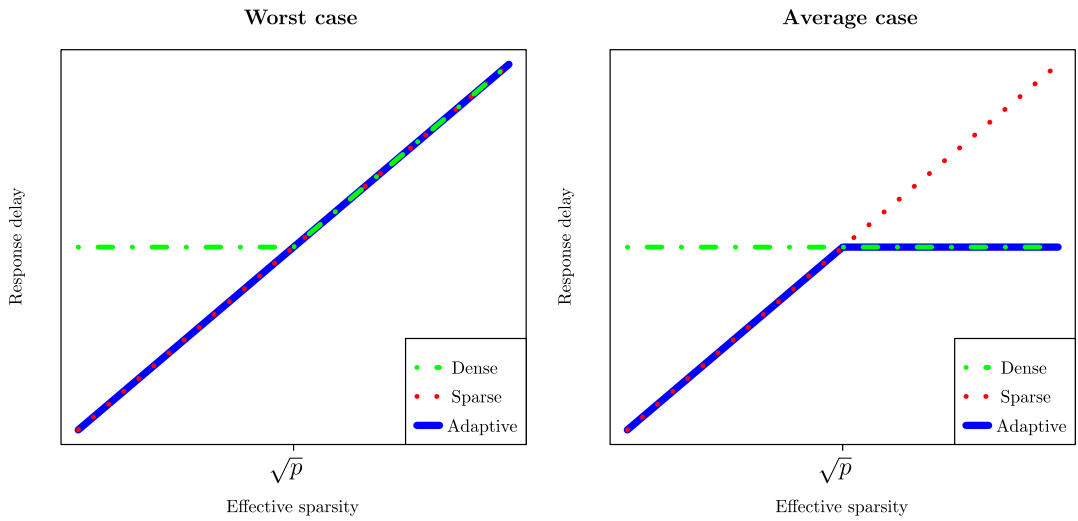 Worst case
Response delay
Dense
Sparse
Adaptive
√p
Effective sparsity
Average case
Response delay
Dense
Sparse
Adaptive
√p
Effective sparsity